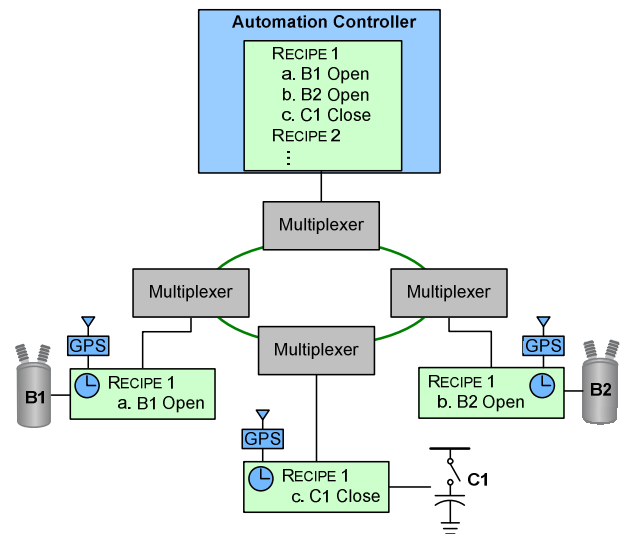 Automation Controller
RECIPE 1
a. B1 Open
b. B2 Open
c. C1 Close
RECIPE 2
...
Multiplexer
Multiplexer
Multiplexer
Multiplexer
GPS
B1
RECIPE 1
a. B1 Open
GPS
RECIPE 1
b. B2 Open
B2
GPS
RECIPE 1
c. C1 Close
C1